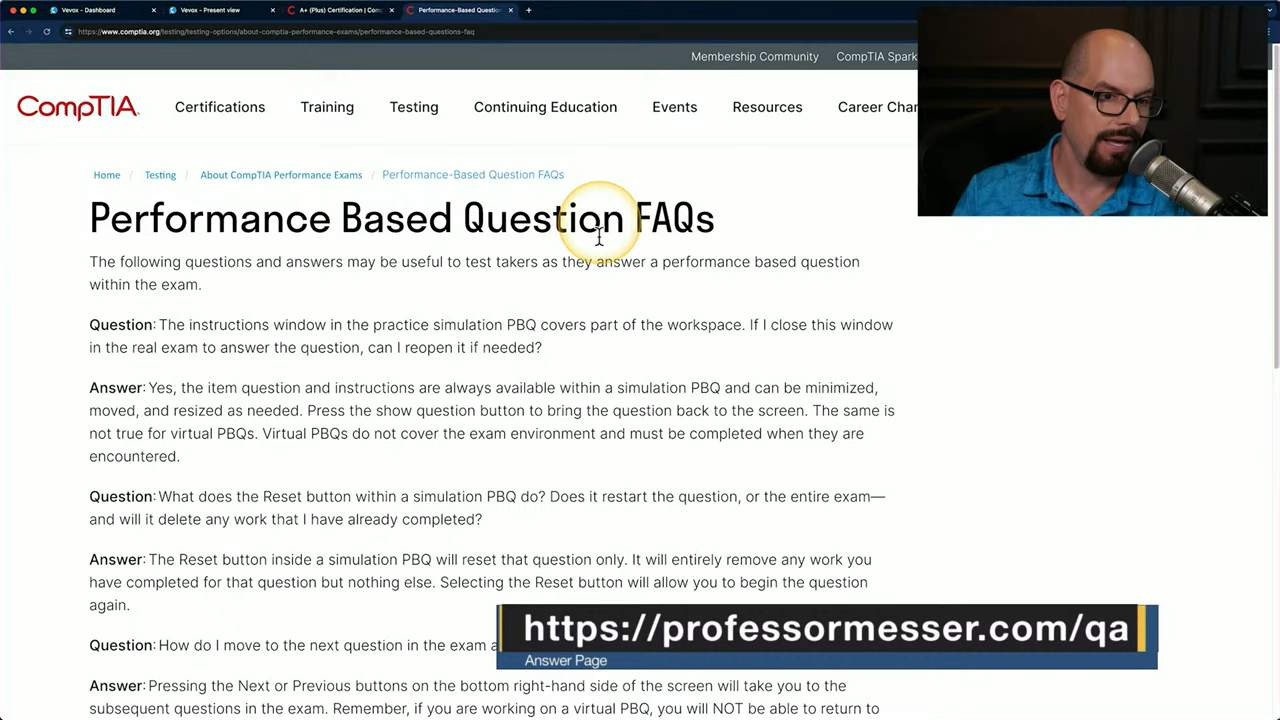 Vevox - Dashboard
Vevox - Present view
A+ (Plus) Certification | Com
Performance-Based Question
https://www.comptia.org/testing/testing-options/about-comptia-performance-exams/performance-based-questions-faq
Membership Community CompTIA Spark
CompTIA.
Certifications Training Testing Continuing Education Events Resources Career Chan
Home / Testing / About CompTIA Performance Exams / Performance-Based Question FAQs
Performance Based Question FAQs
The following questions and answers may be useful to test takers as they answer a performance based question
within the exam.
Question: The instructions window in the practice simulation PBQ covers part of the workspace. If I close this window
in the real exam to answer the question, can I reopen it if needed?
Answer: Yes, the item question and instructions are always available within a simulation PBQ and can be minimized,
moved, and resized as needed. Press the show question button to bring the question back to the screen. The same is
not true for virtual PBQs. Virtual PBQs do not cover the exam environment and must be completed when they are
encountered.
Question: What does the Reset button within a simulation PBQ do? Does it restart the question, or the entire exam—
and will it delete any work that I have already completed?
Answer: The Reset button inside a simulation PBQ will reset that question only. It will entirely remove any work you
have completed for that question but nothing else. Selecting the Reset button will allow you to begin the question
again.
Question: How do I move to the next question in the exam a
Answer: Pressing the Next or Previous buttons on the bottom right-hand side of the screen will take you to the
subsequent questions in the exam. Remember, if you are working on a virtual PBQ, you will NOT be able to return to
https://professormesser.com/qa
Answer Page